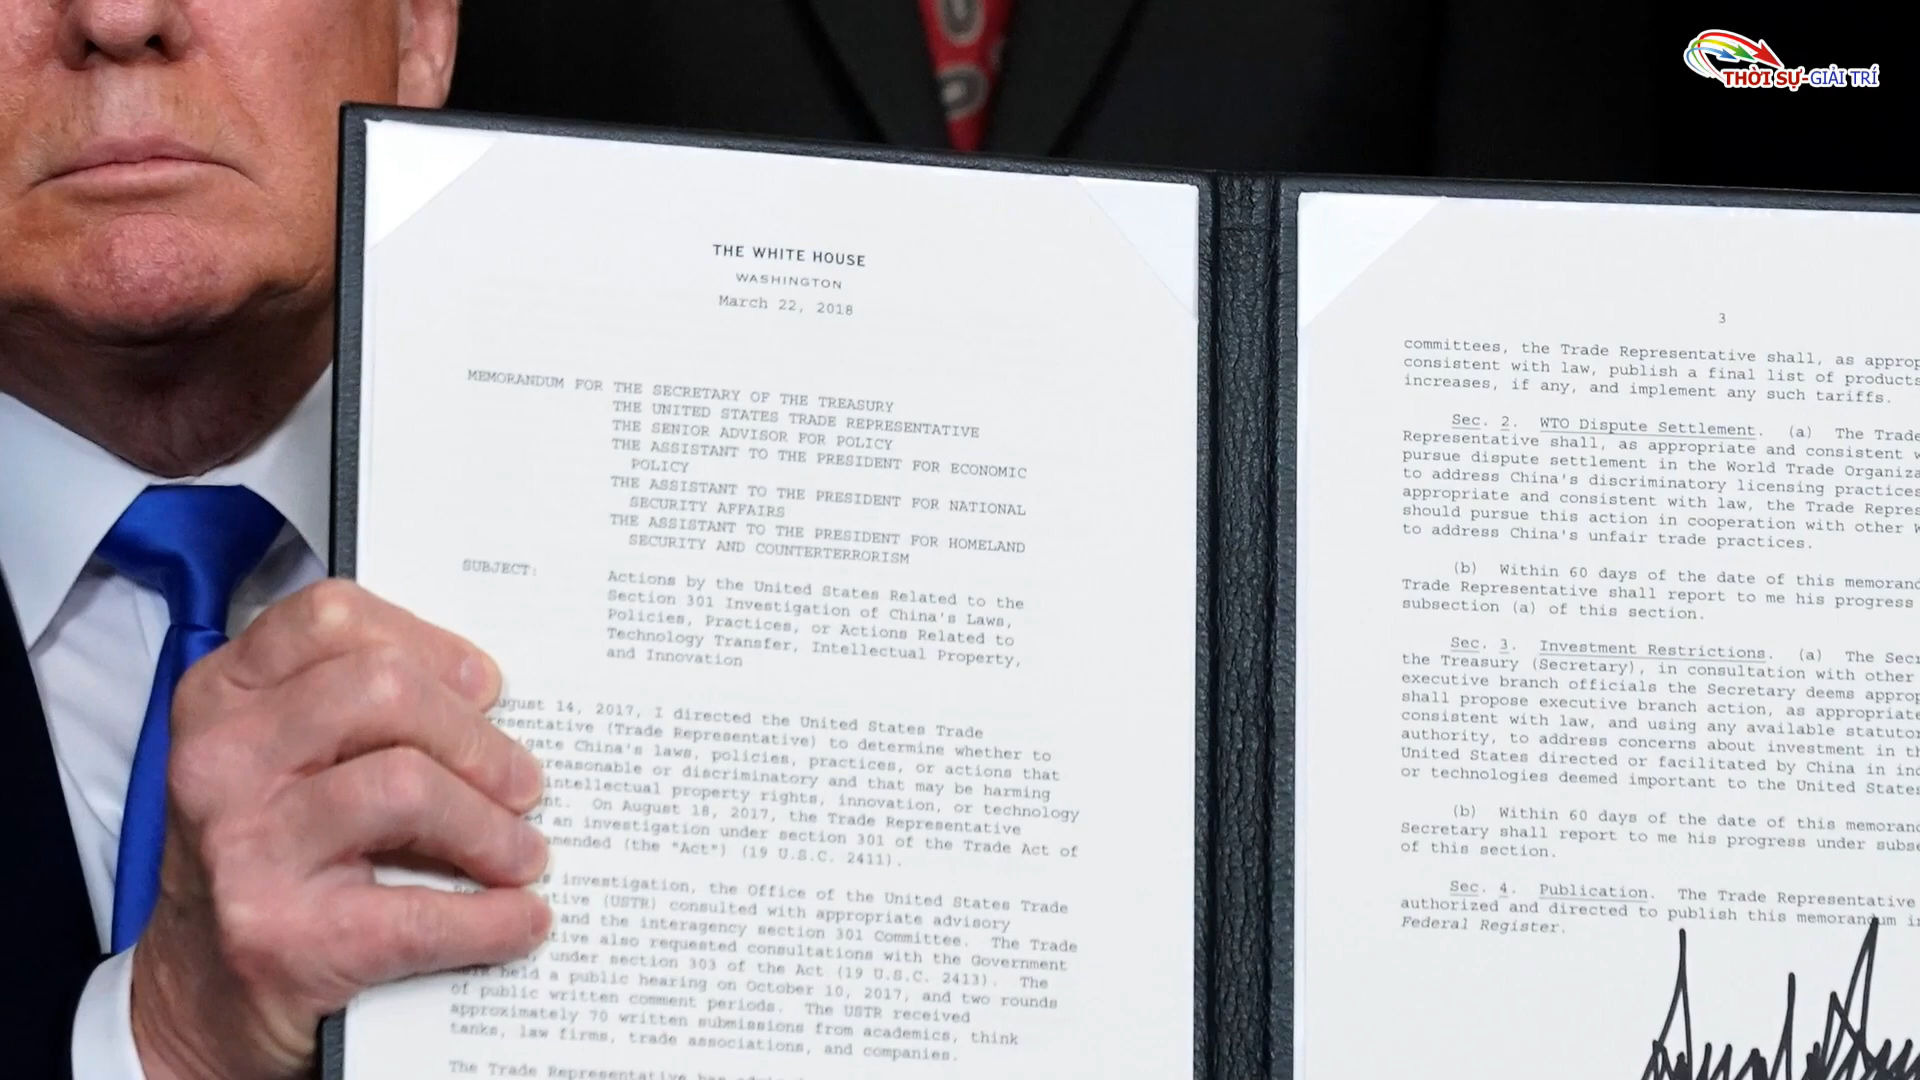 THỜI SỰ-GIẢI TRÍ
THE WHITE HOUSE
WASHINGTON
March 22, 2018
MEMORANDUM FOR THE SECRETARY OF THE TREASURY
THE UNITED STATES TRADE REPRESENTATIVE
THE SENIOR ADVISOR FOR POLICY
THE ASSISTANT TO THE PRESIDENT FOR ECONOMIC
POLICY
THE ASSISTANT TO THE PRESIDENT FOR NATIONAL
SECURITY AFFAIRS
THE ASSISTANT TO THE PRESIDENT FOR HOMELAND
SECURITY AND COUNTERTERRORISM
SUBJECT: Actions by the United States Related to the
Section 301 Investigation of China's Laws,
Policies, Practices, or Actions Related to
Technology Transfer, Intellectual Property,
and Innovation
ugust 14, 2017, I directed the United States Trade
resentative (Trade Representative) to determine whether to
igate China's laws, policies, practices, or actions that
reasonable or discriminatory and that may be harming
intellectual property rights, innovation, or technology
nt. On August 18, 2017, the Trade Representative
d an investigation under section 301 of the Trade Act of
amended (the "Act") (19 U.S.C. 2411).
s investigation, the Office of the United States Trade
tive (USTR) consulted with appropriate advisory
and the interagency section 301 Committee. The Trade
tive also requested consultations with the Government
, under section 303 of the Act (19 U.S.C. 2413). The
held a public hearing on October 10, 2017, and two rounds
of public written comment periods. The USTR received
approximately 70 written submissions from academics, think
tanks, law firms, trade associations, and companies.
The Trade Representative has
3
committees, the Trade Representative shall, as approp
consistent with law, publish a final list of products
increases, if any, and implement any such tariffs.
Sec. 2. WTO Dispute Settlement. (a) The Trade
Representative shall, as appropriate and consistent w
pursue dispute settlement in the World Trade Organiza
to address China's discriminatory licensing practices
appropriate and consistent with law, the Trade Repres
should pursue this action in cooperation with other W
to address China's unfair trade practices.
(b) Within 60 days of the date of this memorand
Trade Representative shall report to me his progress
subsection (a) of this section.
Sec. 3. Investment Restrictions. (a) The Secr
the Treasury (Secretary), in consultation with other
executive branch officials the Secretary deems approp
shall propose executive branch action, as appropriate
consistent with law, and using any available statutor
authority, to address concerns about investment in th
United States directed or facilitated by China in ind
or technologies deemed important to the United States
(b) Within 60 days of the date of this memorand
Secretary shall report to me his progress under subse
of this section.
Sec. 4. Publication. The Trade Representative
authorized and directed to publish this memorandum in
Federal Register.